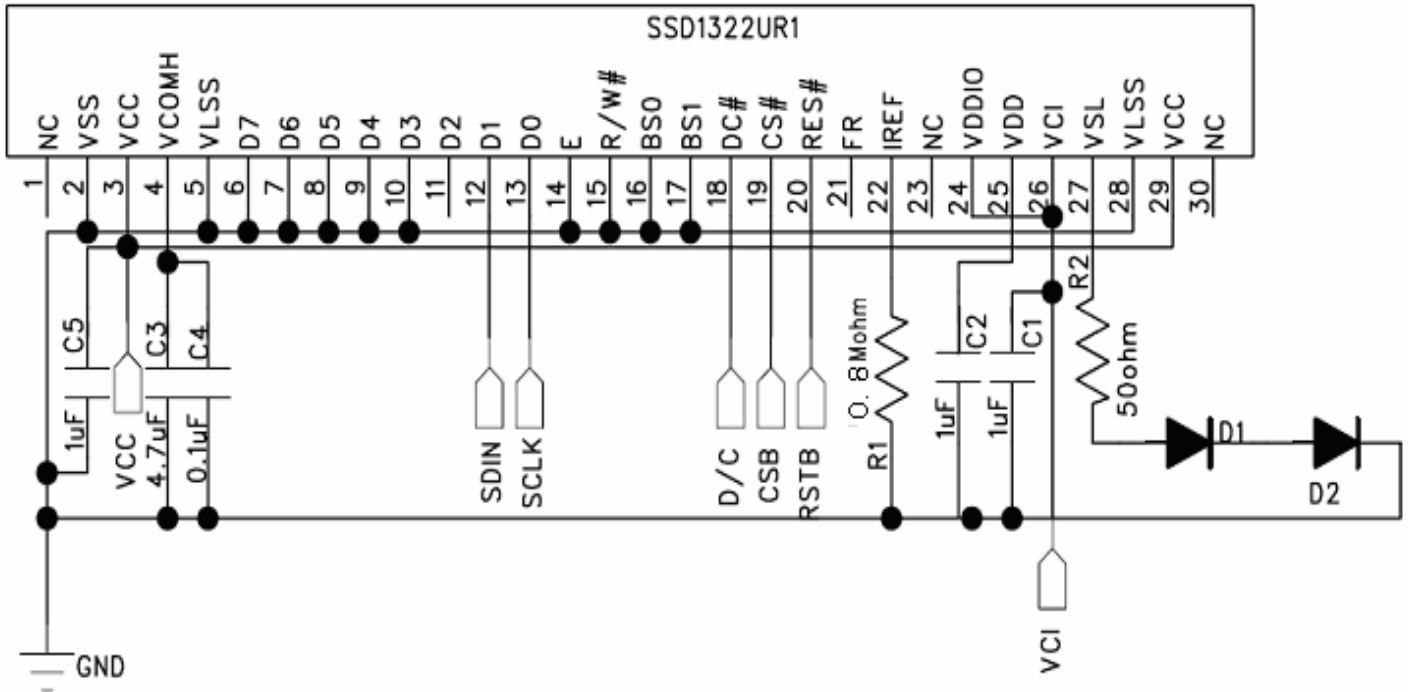 SSD1322UR1
NC
VSS
VCC
VCOMH
VLSS
D7
D6
D5
D4
D3
D2
D1
D0
E
R/W#
BS0
BS1
DC#
CS#
RES#
FR
IREF
NC
VDDIO
VDD
VCI
VSL
VLSS
VCC
NC
1
2
3
4
5
6
7
8
9
10
11
12
13
14
15
16
17
18
19
20
21
22
23
24
25
26
27
28
29
30
C5
1uF
VCC
C3
4.7uF
C4
0.1uF
SDIN
SCLK
D/C
CSB
RSTB
0. 8Mohm
R1
C2
1uF
C1
1uF
R2
50ohm
D1
D2
VCI
GND